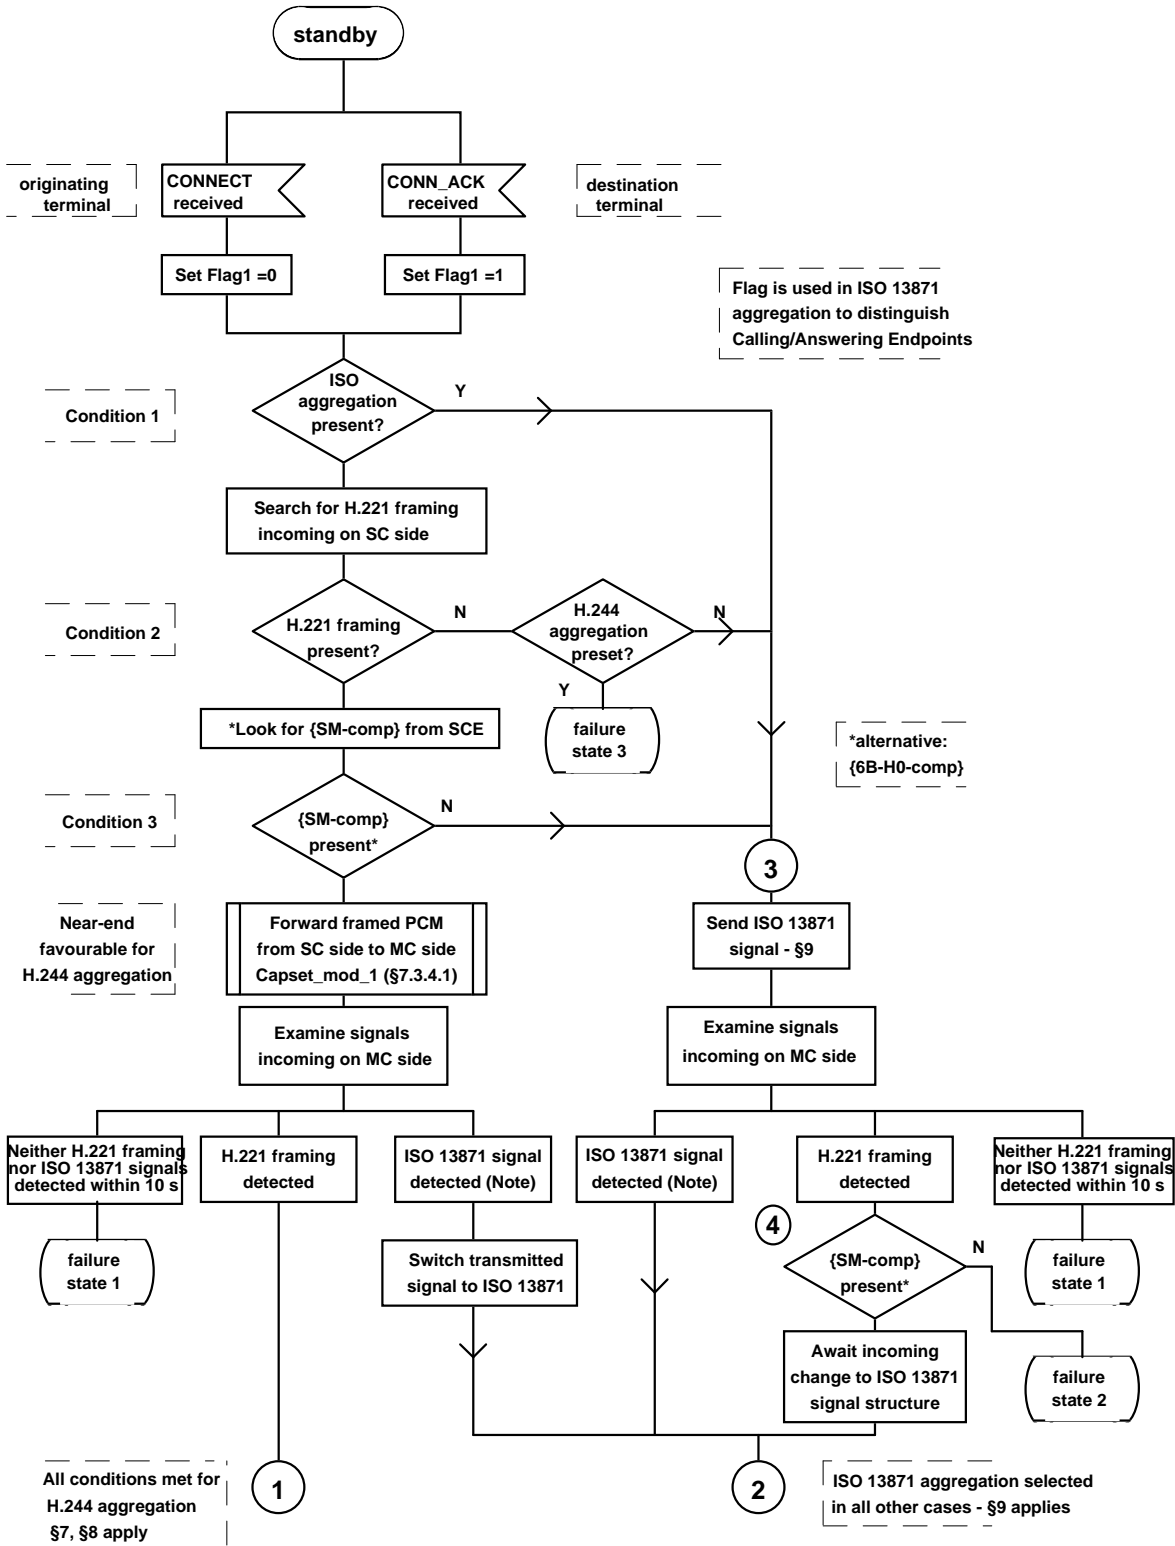 standby
originating
terminal
CONNECT
received
CONN_ACK
received
destination
terminal
Set Flag1 =0
Set Flag1 =1
Flag is used in ISO 13871
aggregation to distinguish
Calling/Answering Endpoints
Condition 1
ISO
aggregation
present?
Y
Search for H.221 framing
incoming on SC side
Condition 2
H.221 framing
present?
N
H.244
aggregation
preset?
N
Y
*Look for {SM-comp} from SCE
failure
state 3
*alternative:
{6B-H0-comp}
Condition 3
{SM-comp}
present*
N
3
Near-end
favourable for
H.244 aggregation
Forward framed PCM
from SC side to MC side
Capset_mod_1 (§7.3.4.1)
Send ISO 13871
signal - §9
Examine signals
incoming on MC side
Examine signals
incoming on MC side
Neither H.221 framing
nor ISO 13871 signals
detected within 10 s
H.221 framing
detected
ISO 13871 signal
detected (Note)
ISO 13871 signal
detected (Note)
H.221 framing
detected
Neither H.221 framing
nor ISO 13871 signals
detected within 10 s
failure
state 1
Switch transmitted
signal to ISO 13871
4
{SM-comp}
present*
N
failure
state 1
Await incoming
change to ISO 13871
signal structure
failure
state 2
All conditions met for
H.244 aggregation
§7, §8 apply
1
2
ISO 13871 aggregation selected
in all other cases - §9 applies